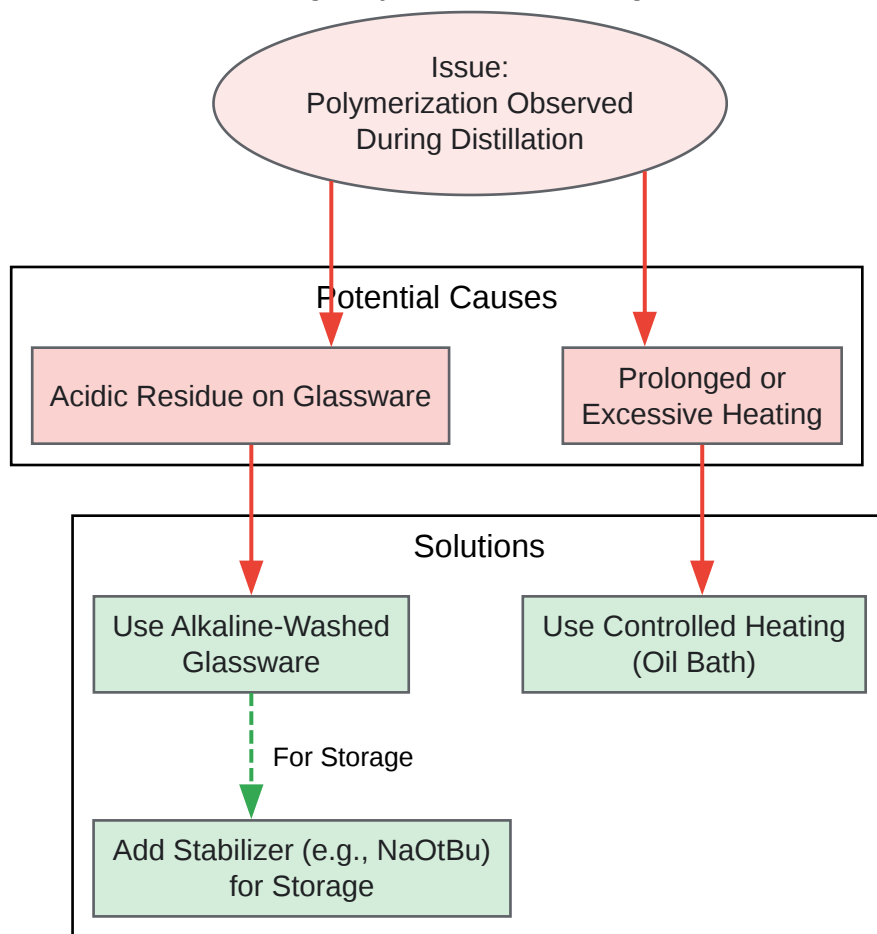 Issue:
Polymerization Observed
During Distillation
Potential Causes
Acidic Residue on Glassware
Prolonged or
Excessive Heating
Solutions
Use Alkaline-Washed
Glassware
Use Controlled Heating
(Oil Bath)
For Storage
Add Stabilizer (e.g., NaOtBu)
for Storage